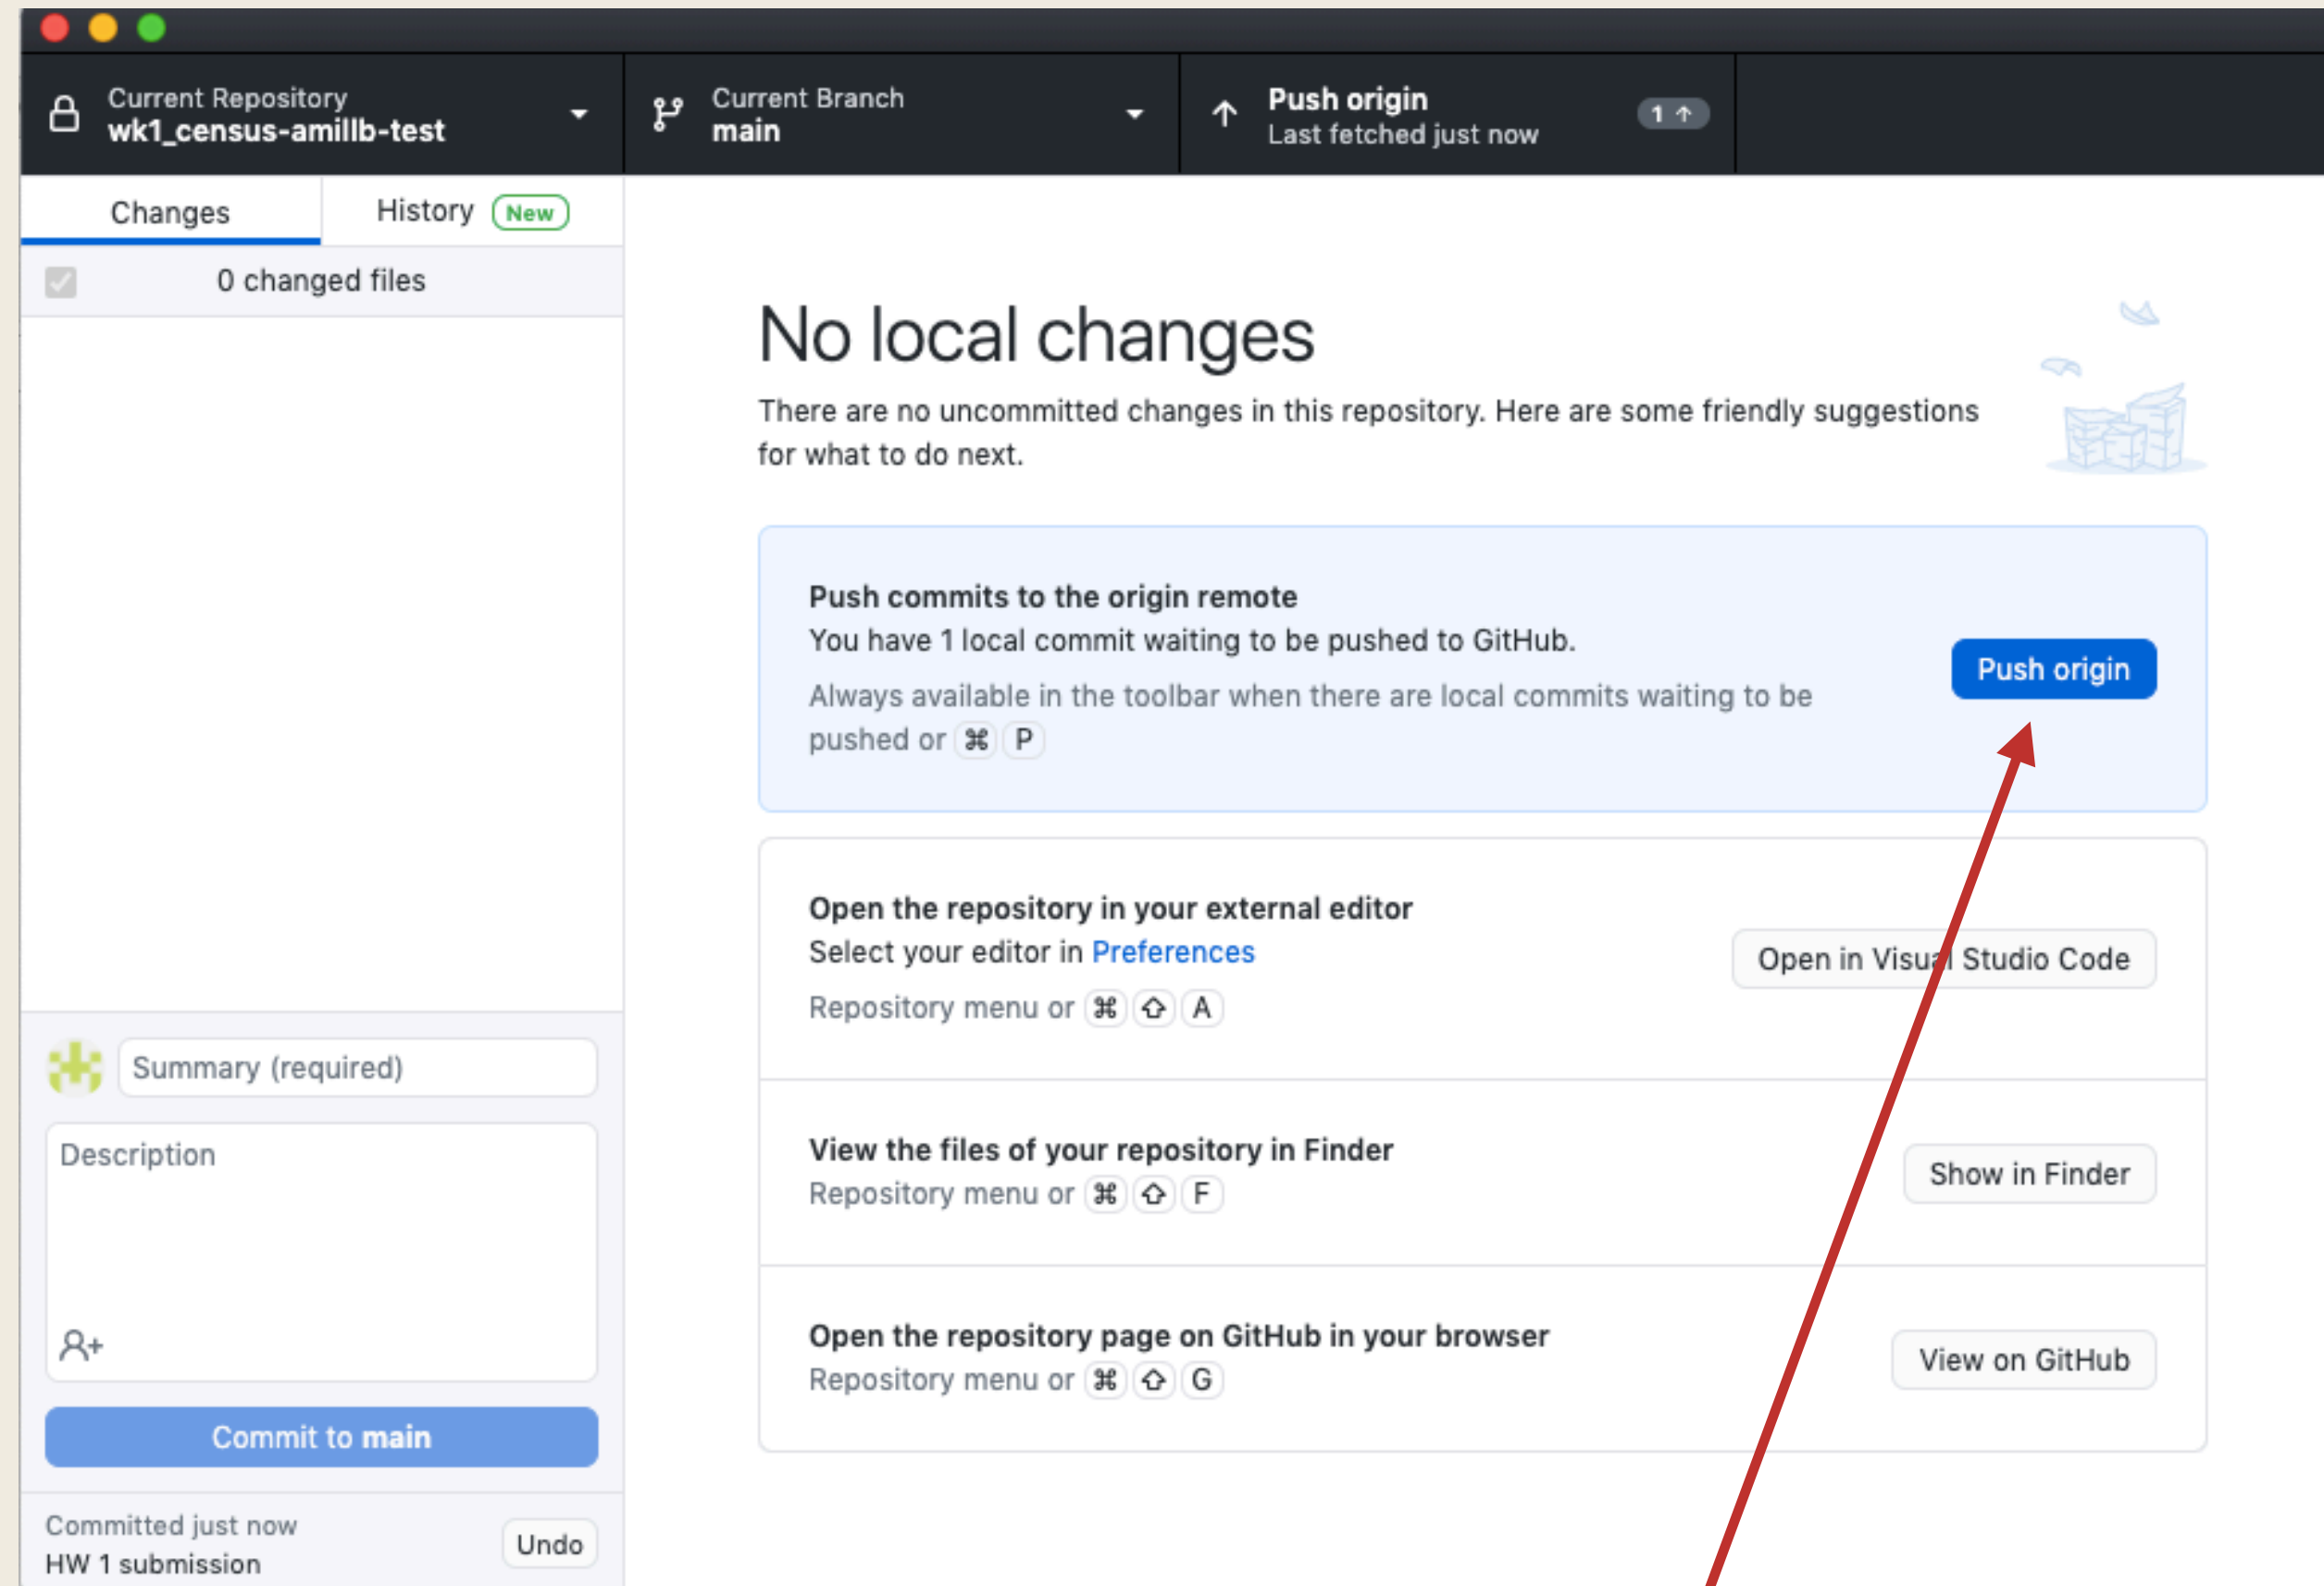 Current Repository
wk1_census-amillb-test
Current Branch
main
Push origin
Last fetched just now
1 ↑
Changes
History New
0 changed files
No local changes
There are no uncommitted changes in this repository. Here are some friendly suggestions
for what to do next.
Push commits to the origin remote
You have 1 local commit waiting to be pushed to GitHub.
Always available in the toolbar when there are local commits waiting to be
pushed or ⌘ P
Push origin
Open the repository in your external editor
Select your editor in Preferences
Repository menu or ⌘ ⇧ A
Open in Visual Studio Code
View the files of your repository in Finder
Repository menu or ⌘ ⇧ F
Show in Finder
Open the repository page on GitHub in your browser
Repository menu or ⌘ ⇧ G
View on GitHub
Summary (required)
Description
Commit to main
Committed just now
HW 1 submission
Undo